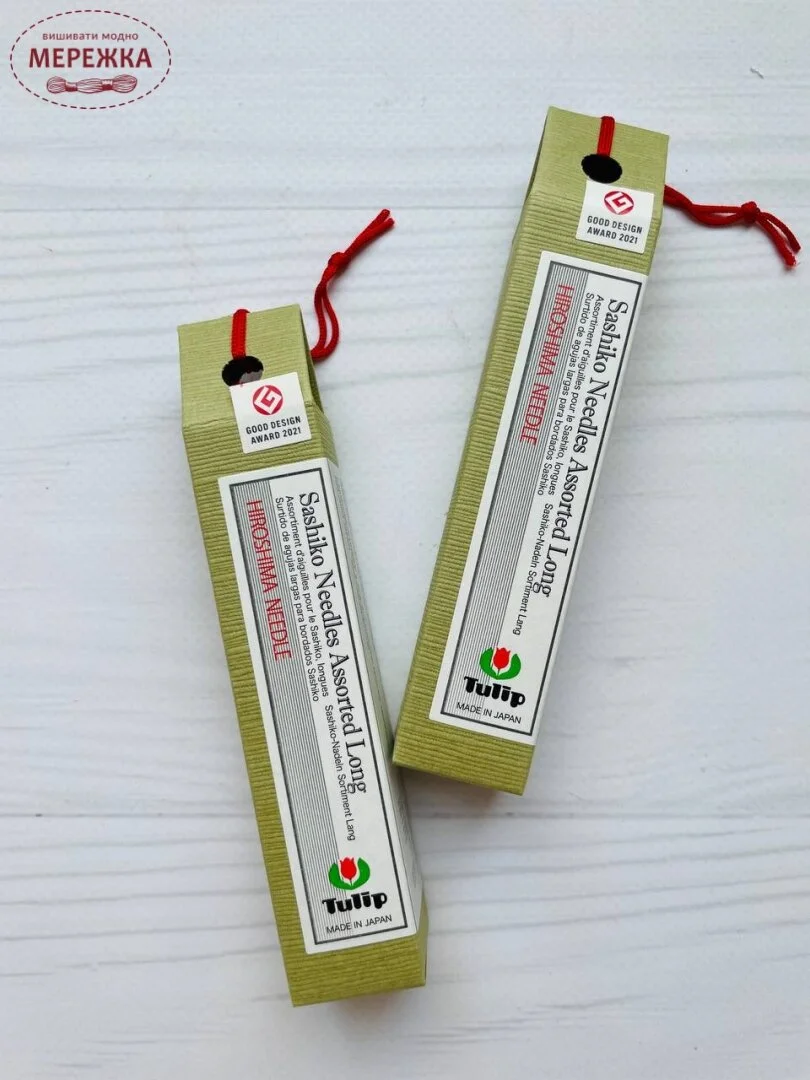 вишивати модно
МЕРЕЖКА
GOOD DESIGN
AWARD 2021
Sashiko Needles Assorted Long
Assortiment d'aiguilles pour le Sashiko, longues Sashiko-Nadeln Sortiment Lang
Surtido de agujas largas para bordados Sashiko
HIROSHIMA NEEDLE
Tulip
MADE IN JAPAN
GOOD DESIGN
AWARD 2021
Sashiko Needles Assorted Long
Assortiment d'aiguilles pour le Sashiko, longues Sashiko-Nadeln Sortiment Lang
Surtido de agujas largas para bordados Sashiko
HIROSHIMA NEEDLE
Tulip
MADE IN JAPAN